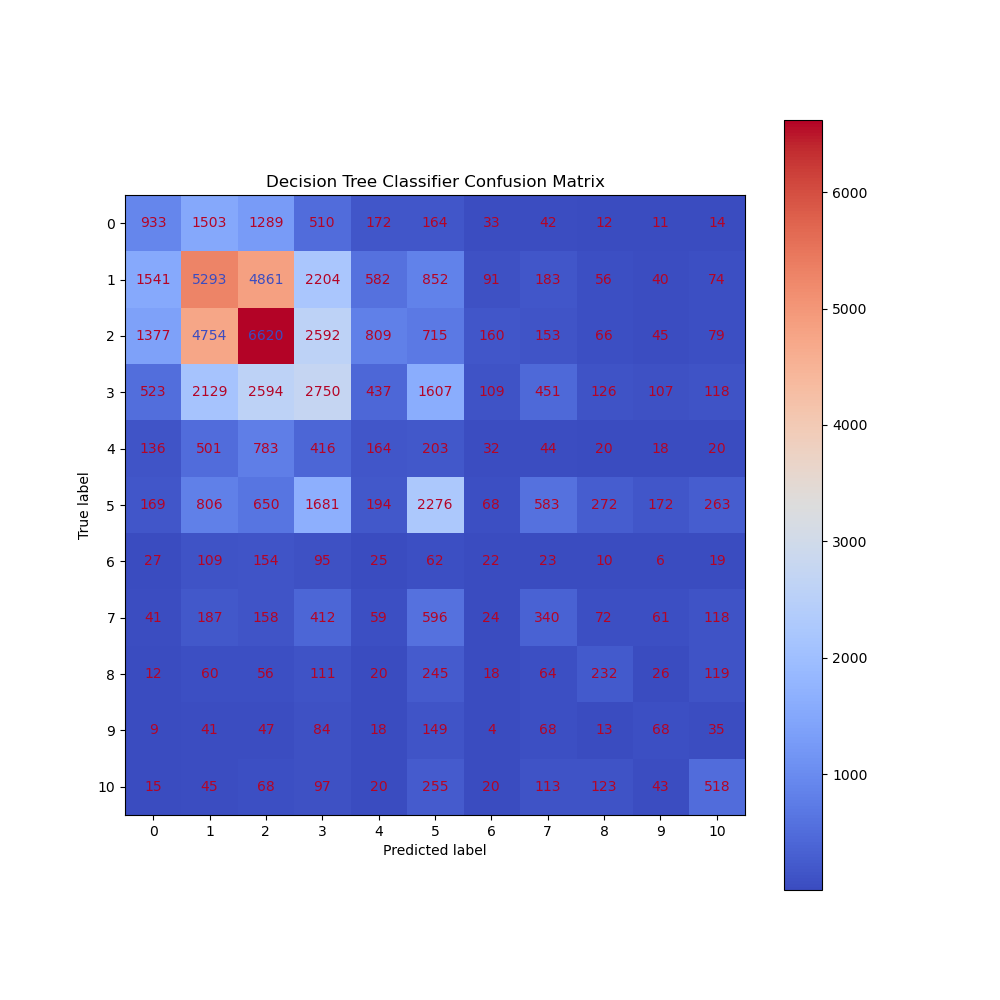 Decision Tree Classifier Confusion Matrix
0 933 1503 1289 510 172 164 33 42 12 11 14
1 1541 5293 4861 2204 582 852 91 183 56 40 74
2 1377 4754 6620 2592 809 715 160 153 66 45 79
3 523 2129 2594 2750 437 1607 109 451 126 107 118
4 136 501 783 416 164 203 32 44 20 18 20
5 169 806 650 1681 194 2276 68 583 272 172 263
6 27 109 154 95 25 62 22 23 10 6 19
7 41 187 158 412 59 596 24 340 72 61 118
8 12 60 56 111 20 245 18 64 232 26 119
9 9 41 47 84 18 149 4 68 13 68 35
10 15 45 68 97 20 255 20 113 123 43 518
0 1 2 3 4 5 6 7 8 9 10
Predicted label
True label
6000
5000
4000
3000
2000
1000